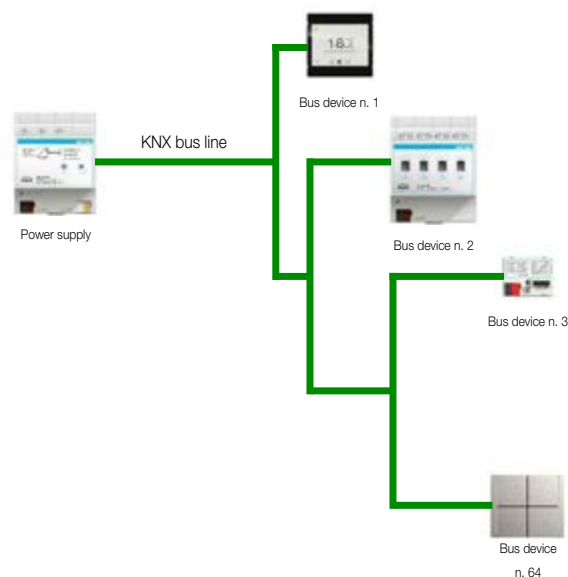 Bus device n. 1
KNX bus line
Power supply
Bus device n. 2
Bus device n. 3
Bus device
n. 64